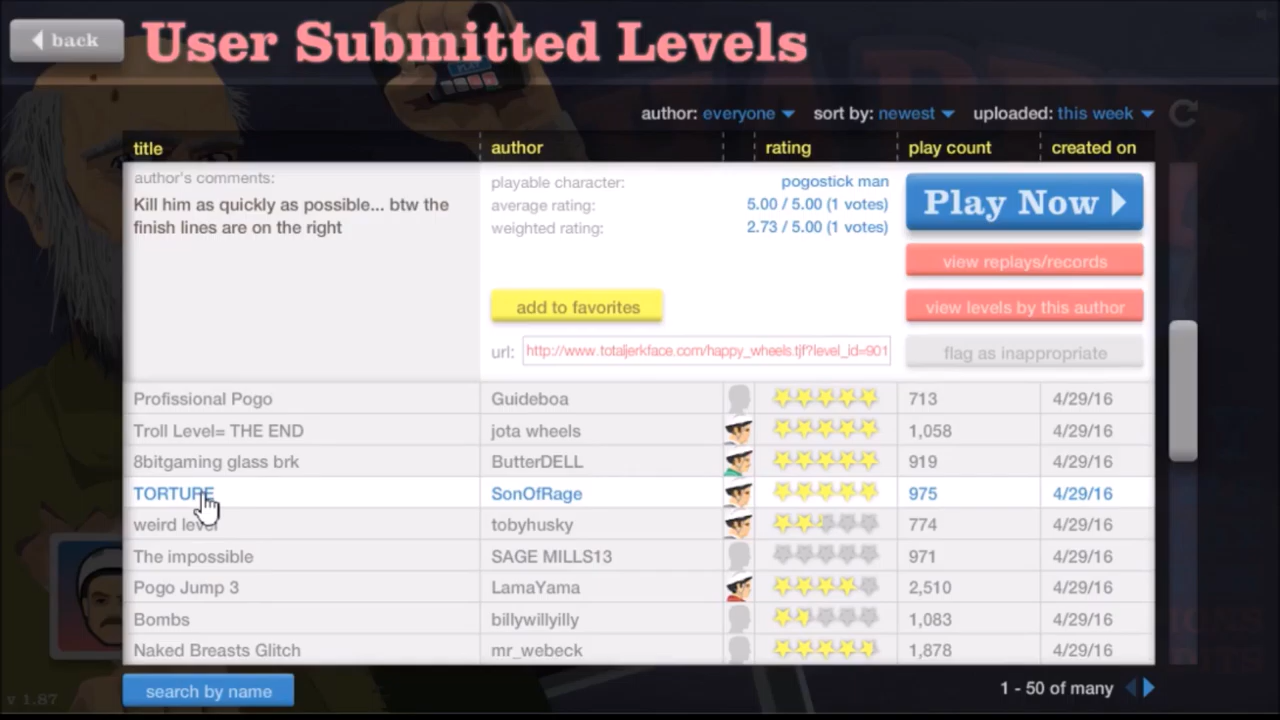 back
User Submitted Levels
author: everyone sort by: newest uploaded: this week
title author rating play count created on
author's comments:
Kill him as quickly as possible... btw the
finish lines are on the right
playable character: pogostick man
average rating: 5.00 / 5.00 (1 votes)
weighted rating: 2.73 / 5.00 (1 votes)
add to favorites
url: http://www.totaljerkface.com/happy_wheels.tjf?level_id=901
Play Now
view replays/records
view levels by this author
flag as inappropriate
Profissional Pogo Guideboa 713 4/29/16
Troll Level= THE END jota wheels 1,058 4/29/16
8bitgaming glass brk ButterDELL 919 4/29/16
TORTURE SonOfRage 975 4/29/16
weird level tobyhusky 774 4/29/16
The impossible SAGE MILLS13 971 4/29/16
Pogo Jump 3 LamaYama 2,510 4/29/16
Bombs billywillyilly 1,083 4/29/16
Naked Breasts Glitch mr_webeck 1,878 4/29/16
v 1.87
search by name
1 - 50 of many